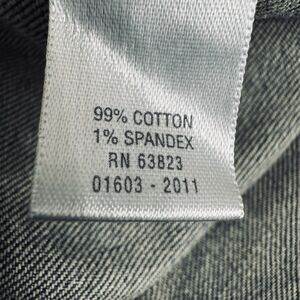 99% COTTON
1% SPANDEX
RN 63823
01603 - 2011